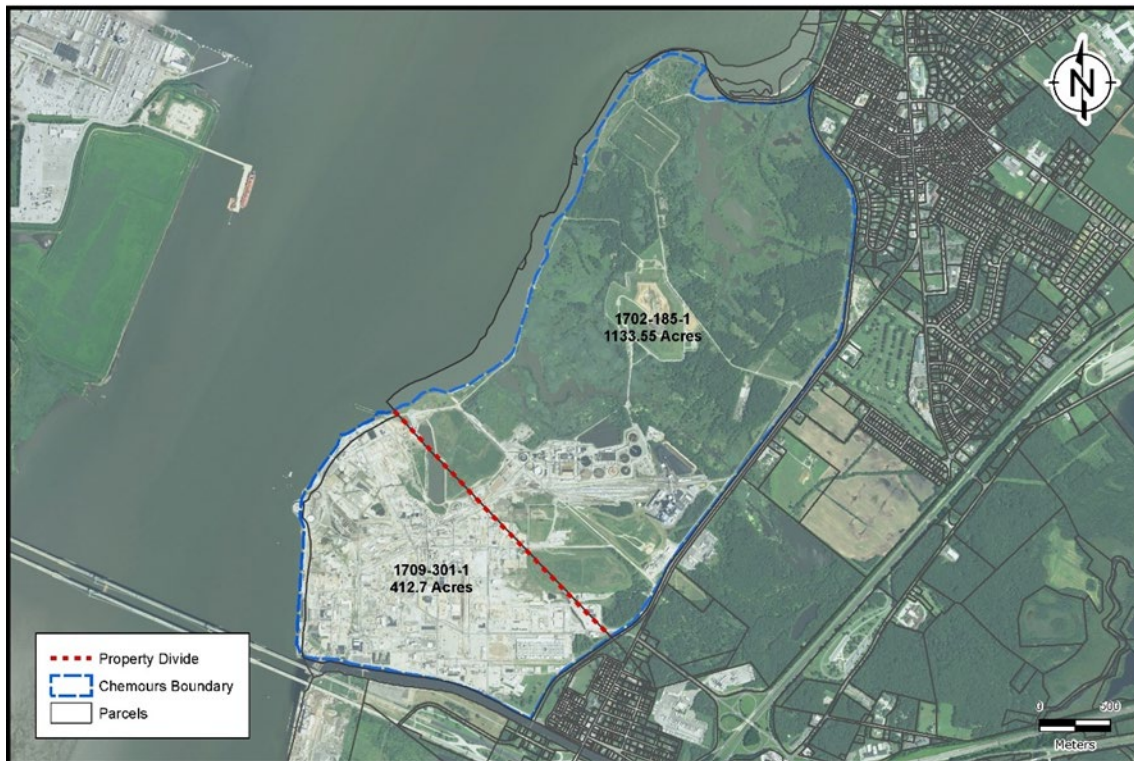 N
1702-185-1
1133.55 Acres
1709-301-1
412.7 Acres
Property Divide
Chemours Boundary
Parcels
0 500
Meters